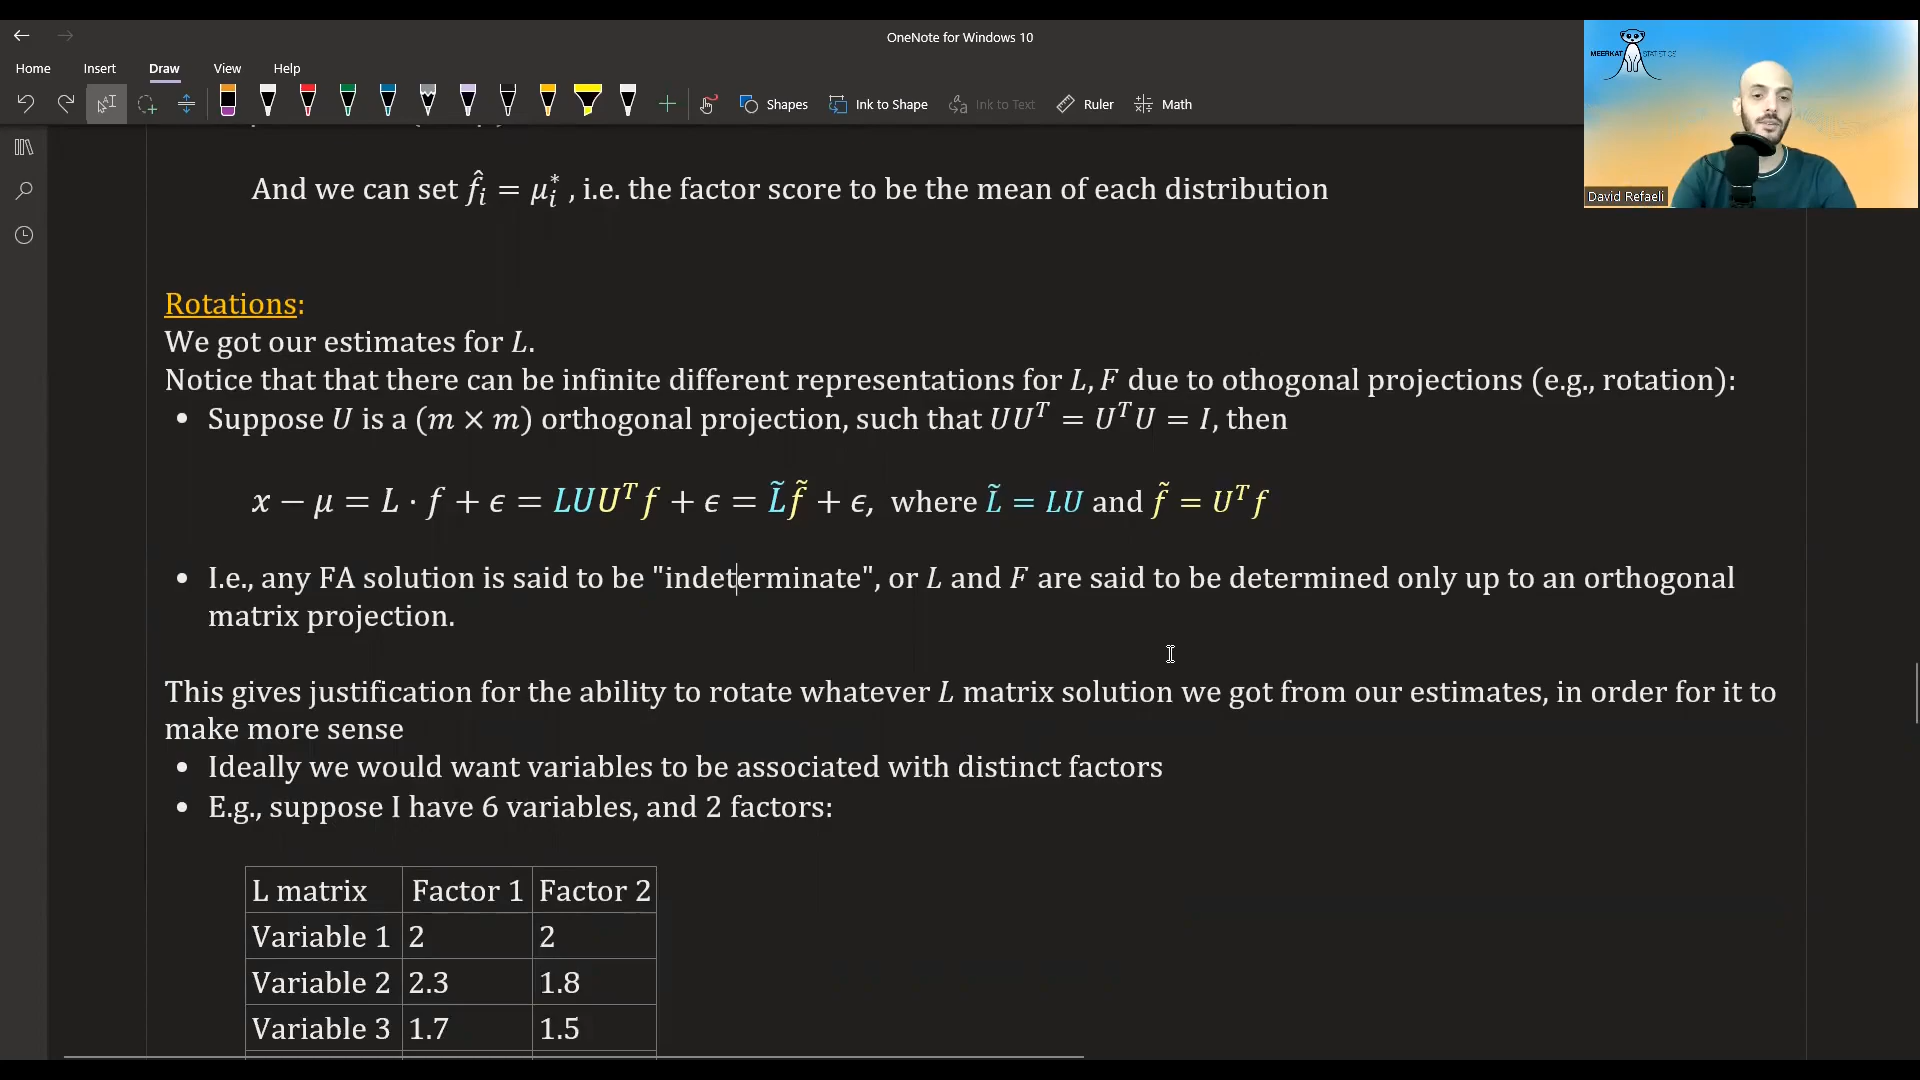 OneNote for Windows 10
Home Insert Draw View Help
MEERKAT STATISTICS
Shapes Ink to Shape Ink to Text Ruler Math
And we can set f̂ᵢ = μᵢ* , i.e. the factor score to be the mean of each distribution
David Refaeli
Rotations:
We got our estimates for L.
Notice that that there can be infinite different representations for L, F due to othogonal projections (e.g., rotation):
• Suppose U is a (m × m) orthogonal projection, such that UUᵀ = UᵀU = I, then
x − μ = L · f + ϵ = LUUᵀf + ϵ = L̃f̃ + ϵ, where L̃ = LU and f̃ = Uᵀf
• I.e., any FA solution is said to be "indeterminate", or L and F are said to be determined only up to an orthogonal
matrix projection.
This gives justification for the ability to rotate whatever L matrix solution we got from our estimates, in order for it to
make more sense
• Ideally we would want variables to be associated with distinct factors
• E.g., suppose I have 6 variables, and 2 factors:
L matrix Factor 1 Factor 2
Variable 1 2 2
Variable 2 2.3 1.8
Variable 3 1.7 1.5